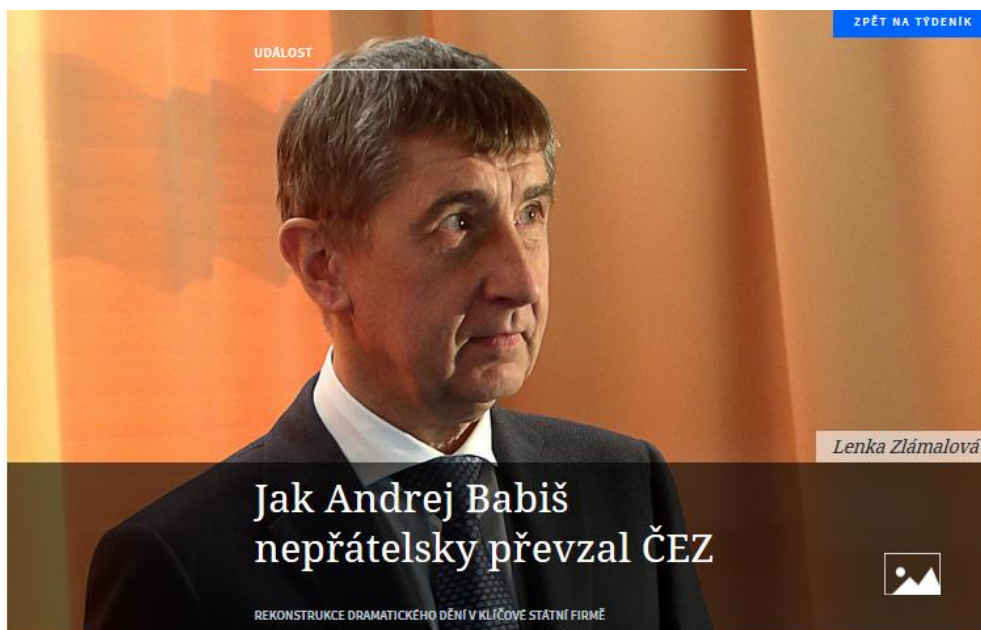 ZPĚT NA TÝDENÍK
UDÁLOST
Lenka Zlámalová
Jak Andrej Babiš
nepřátelsky převzal ČEZ
REKONSTRUKCE DRAMATICKÉHO DĚNÍ V KLÍČOVÉ STÁTNÍ FIRMĚ